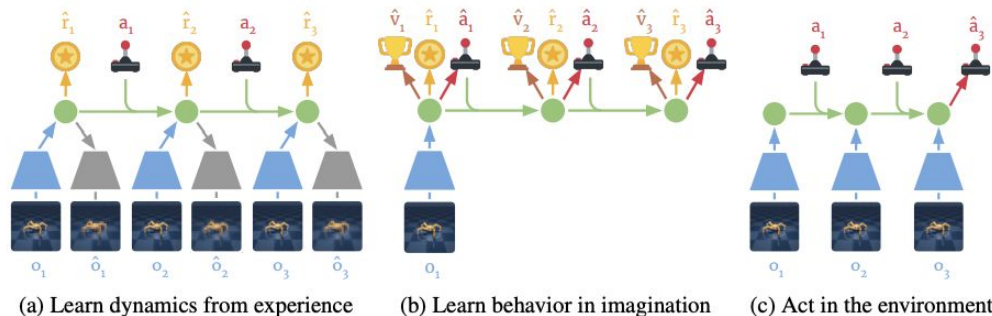 r̂₁ a₁ r̂₂ a₂ r̂₃
v̂₁ r̂₁ â₁ v̂₂ r̂₂ â₂ v̂₃ r̂₃ â₃
a₁ a₂ â₃
o₁ ô₁ o₂ ô₂ o₃ ô₃
o₁
o₁ o₂ o₃
(a) Learn dynamics from experience
(b) Learn behavior in imagination
(c) Act in the environment